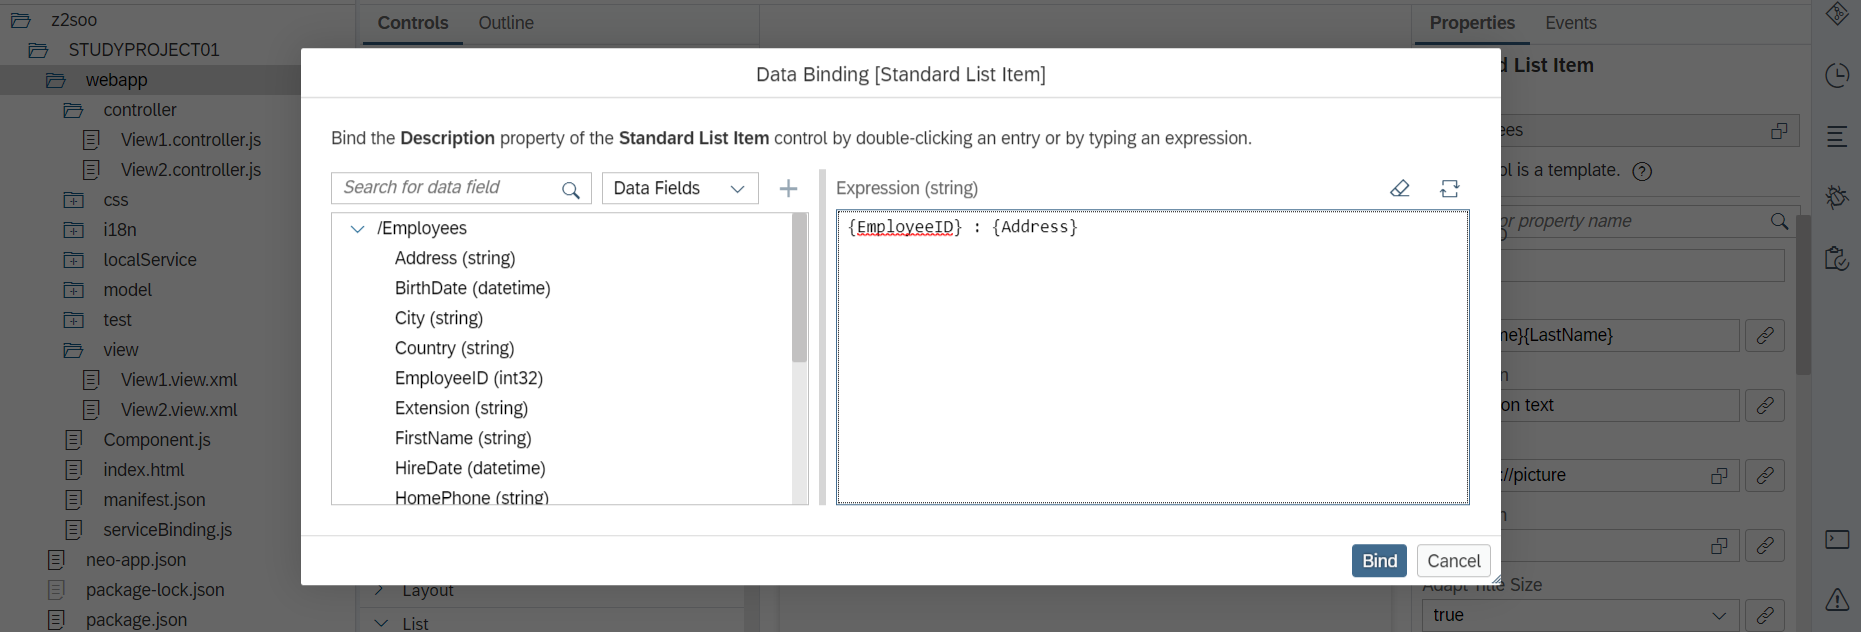 z2soo
STUDYPROJECT01
webapp
controller
View1.controller.js
View2.controller.js
css
i18n
localService
model
test
view
View1.view.xml
View2.view.xml
Component.js
index.html
manifest.json
serviceBinding.js
neo-app.json
package-lock.json
package.json
Controls
Outline
Layout
List
Data Binding [Standard List Item]
Bind the Description property of the Standard List Item control by double-clicking an entry or by typing an expression.
Search for data field
Data Fields
/Employees
Address (string)
BirthDate (datetime)
City (string)
Country (string)
EmployeeID (int32)
Extension (string)
FirstName (string)
HireDate (datetime)
HomePhone (string)
Expression (string)
{EmployeeID} : {Address}
Bind
Cancel
Properties
Events
d List Item
ees
ol is a template.
or property name
ne}{LastName}
n
on text
://picture
n
Adapt Title Size
true